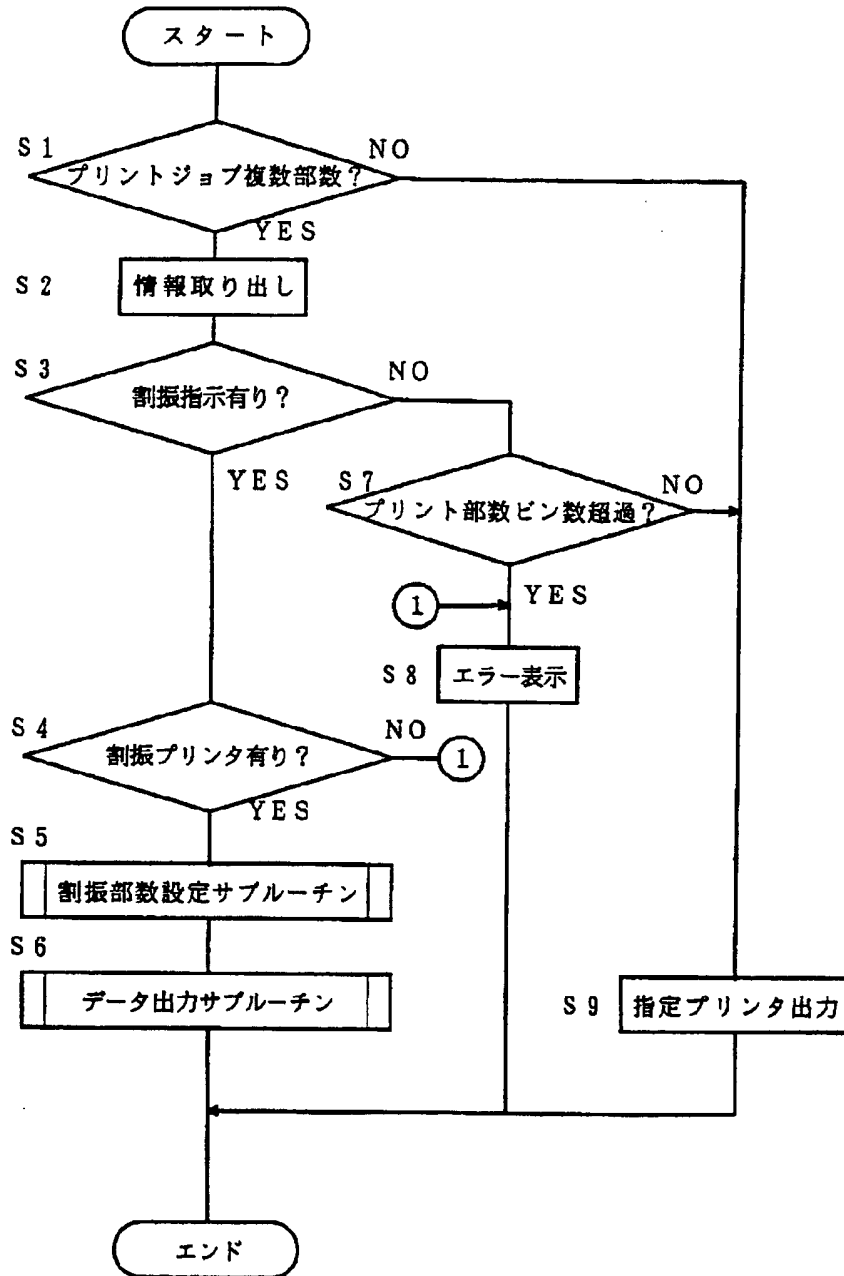 スタート
S1
プリントジョブ複数部数？
NO
YES
S2
情報取り出し
S3
割振指示有り？
NO
YES
S7
プリント部数ビン数超過？
NO
YES
1
S8
エラー表示
S4
割振プリンタ有り？
NO
1
YES
S5
割振部数設定サブルーチン
S6
データ出力サブルーチン
S9
指定プリンタ出力
エンド